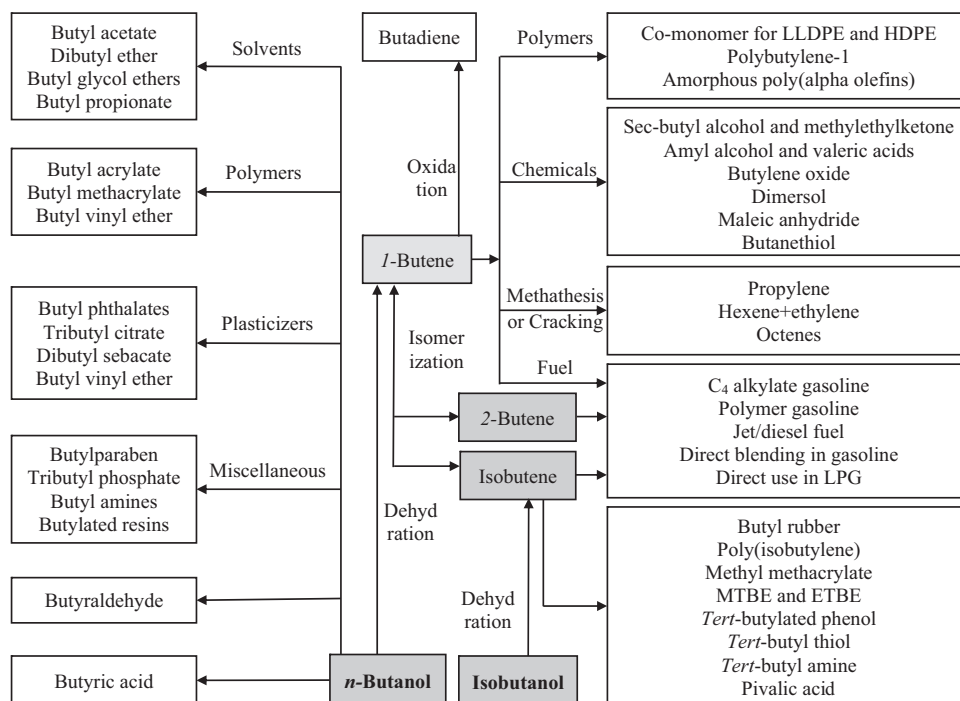 Butyl acetate
Dibutyl ether
Butyl glycol ethers
Butyl propionate
Solvents
Butyl acrylate
Butyl methacrylate
Butyl vinyl ether
Polymers
Butyl phthalates
Tributyl citrate
Dibutyl sebacate
Butyl vinyl ether
Plasticizers
Butylparaben
Tributyl phosphate
Butyl amines
Butylated resins
Miscellaneous
Butyraldehyde
Butyric acid
n-Butanol
Dehyd
ration
Isobutanol
Dehyd
ration
Butadiene
Oxida
tion
1-Butene
Isomer
ization
2-Butene
Isobutene
Polymers
Co-monomer for LLDPE and HDPE
Polybutylene-1
Amorphous poly(alpha olefins)
Chemicals
Sec-butyl alcohol and methylethylketone
Amyl alcohol and valeric acids
Butylene oxide
Dimersol
Maleic anhydride
Butanethiol
Methathesis
or Cracking
Propylene
Hexene+ethylene
Octenes
Fuel
C₄ alkylate gasoline
Polymer gasoline
Jet/diesel fuel
Direct blending in gasoline
Direct use in LPG
Butyl rubber
Poly(isobutylene)
Methyl methacrylate
MTBE and ETBE
Tert-butylated phenol
Tert-butyl thiol
Tert-butyl amine
Pivalic acid